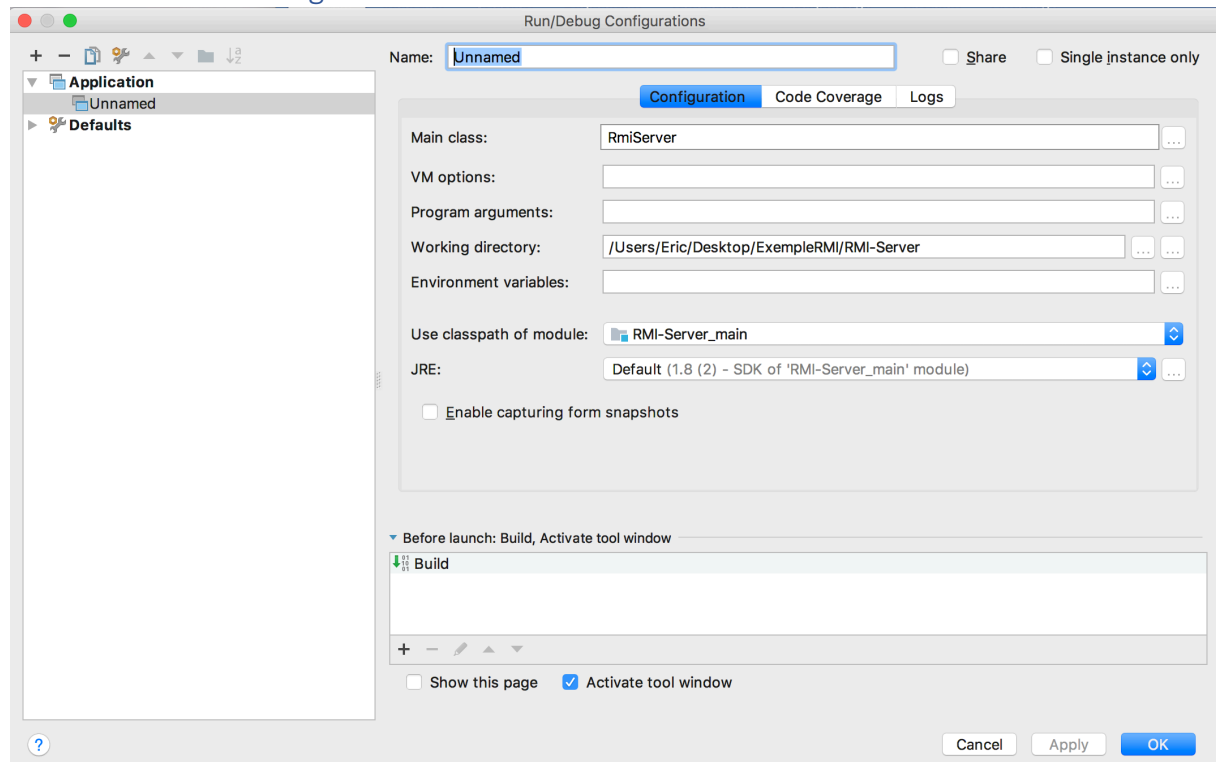 Run/Debug Configurations
Name: Unnamed Share Single instance only
Application
Unnamed
Defaults
Configuration Code Coverage Logs
Main class: RmiServer ...
VM options: ...
Program arguments: ...
Working directory: /Users/Eric/Desktop/ExempleRMI/RMI-Server ... ...
Environment variables: ...
Use classpath of module: RMI-Server_main
JRE: Default (1.8 (2) - SDK of 'RMI-Server_main' module) ...
Enable capturing form snapshots
Before launch: Build, Activate tool window
Build
Show this page Activate tool window
? Cancel Apply OK